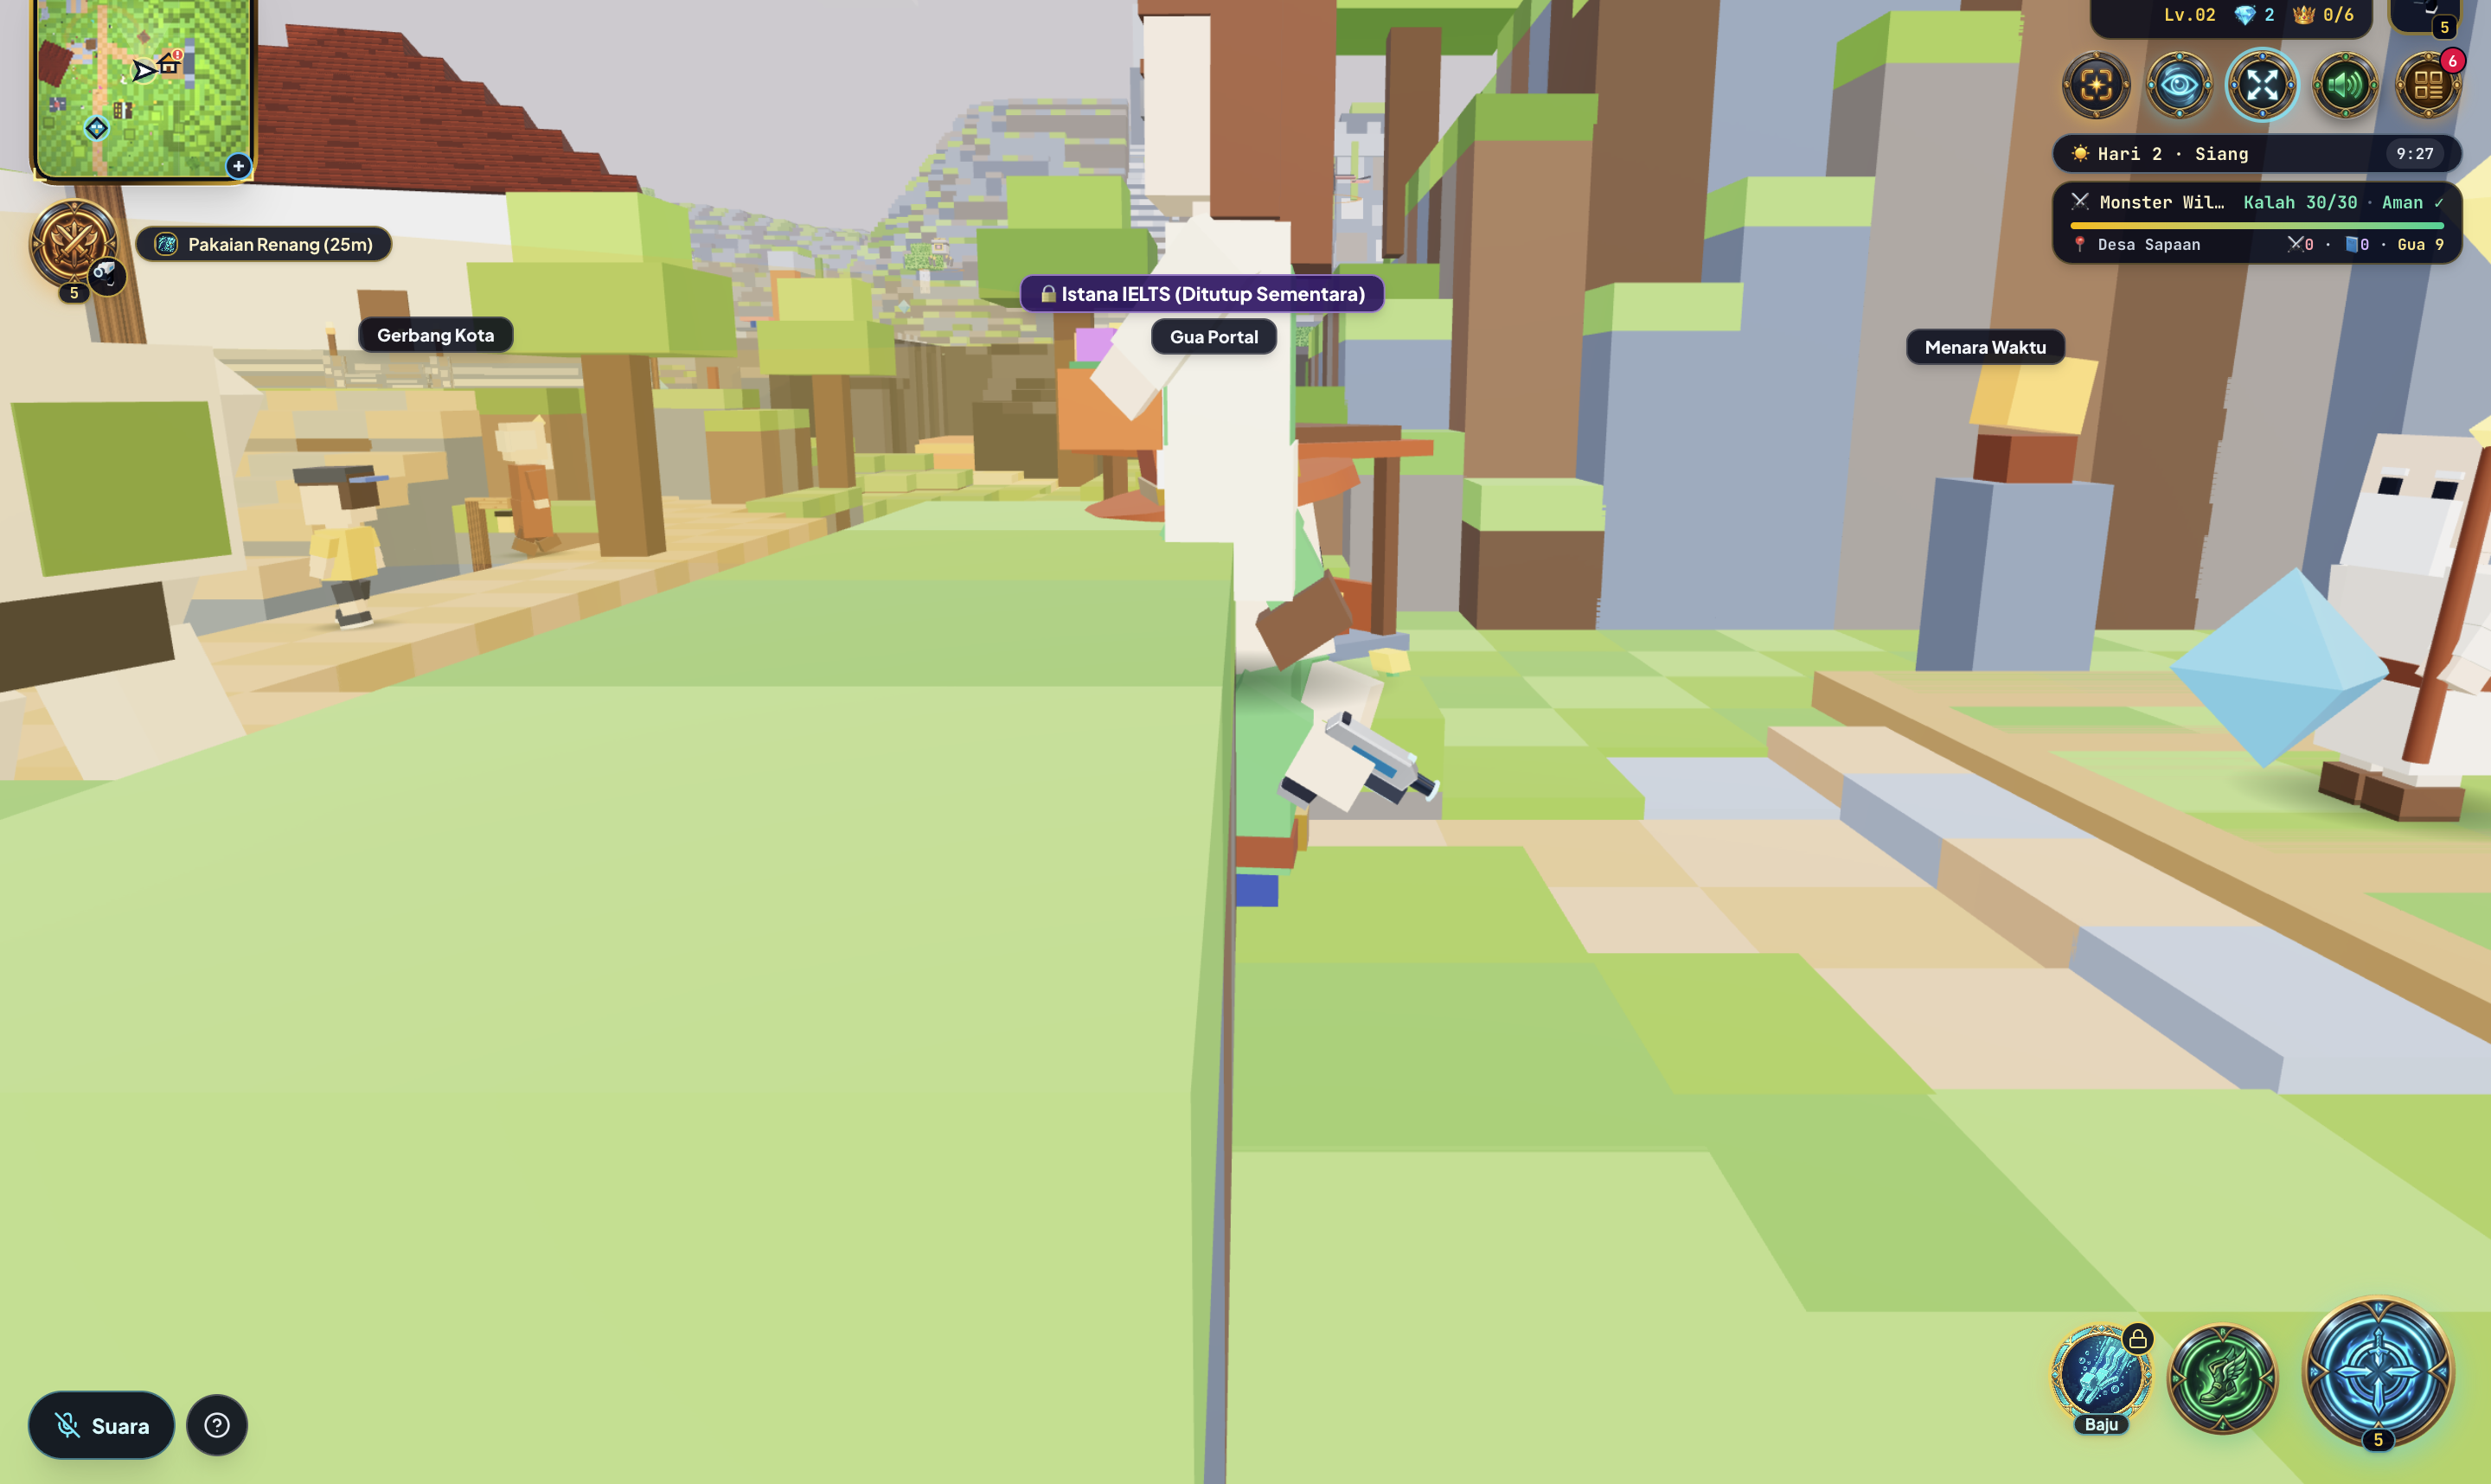 Lv.02 2 0/6
5
6
Hari 2 · Siang 9:27
Monster Wil... Kalah 30/30 · Aman ✓
Desa Sapaan 0 · 0 · Gua 9
Pakaian Renang (25m)
5
Istana IELTS (Ditutup Sementara)
Gerbang Kota
Gua Portal
Menara Waktu
Suara
?
Baju
5